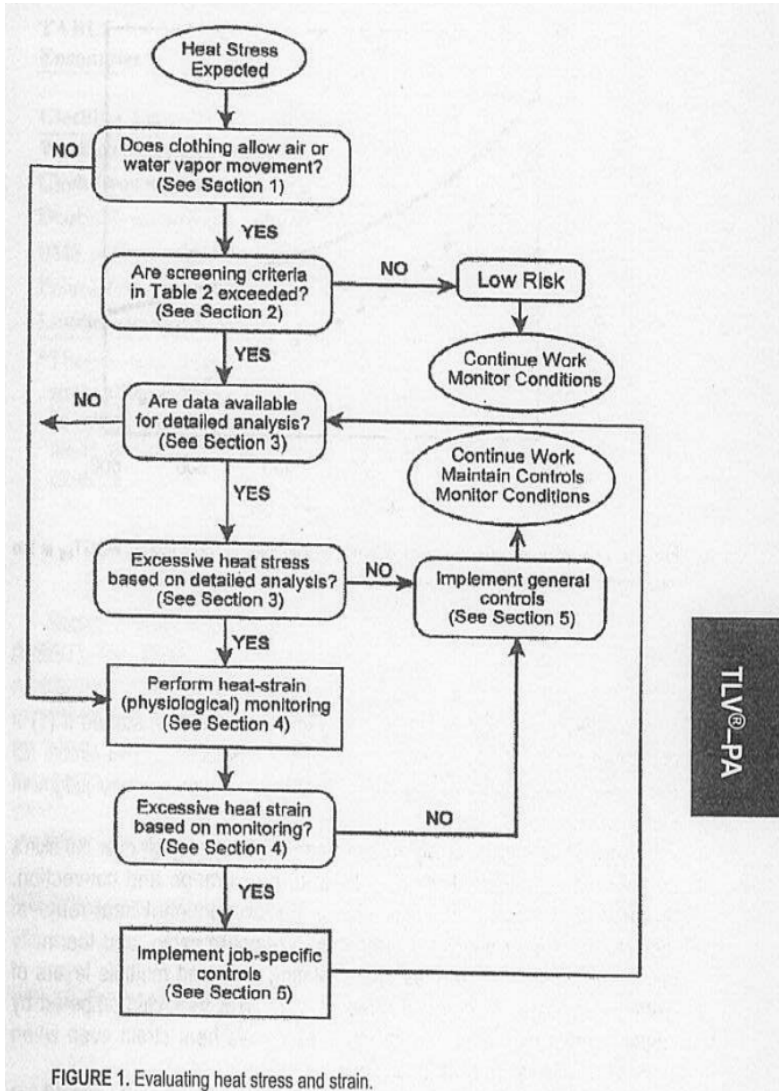 Heat Stress
Expected
NO
Does clothing allow air or
water vapor movement?
(See Section 1)
YES
Are screening criteria
in Table 2 exceeded?
(See Section 2)
NO
Low Risk
YES
Continue Work
Monitor Conditions
NO
Are data available
for detailed analysis?
(See Section 3)
Continue Work
Maintain Controls
Monitor Conditions
YES
Excessive heat stress
based on detailed analysis?
(See Section 3)
NO
Implement general
controls
(See Section 5)
YES
Perform heat-strain
(physiological) monitoring
(See Section 4)
TLV®–PA
Excessive heat strain
based on monitoring?
(See Section 4)
NO
YES
Implement job-specific
controls
(See Section 5)
FIGURE 1. Evaluating heat stress and strain.